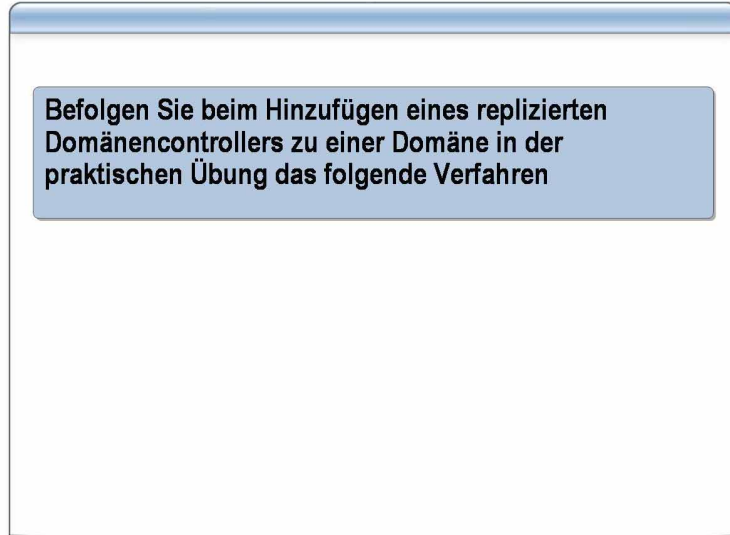 Befolgen Sie beim Hinzufügen eines replizierten
Domänencontrollers zu einer Domäne in der
praktischen Übung das folgende Verfahren